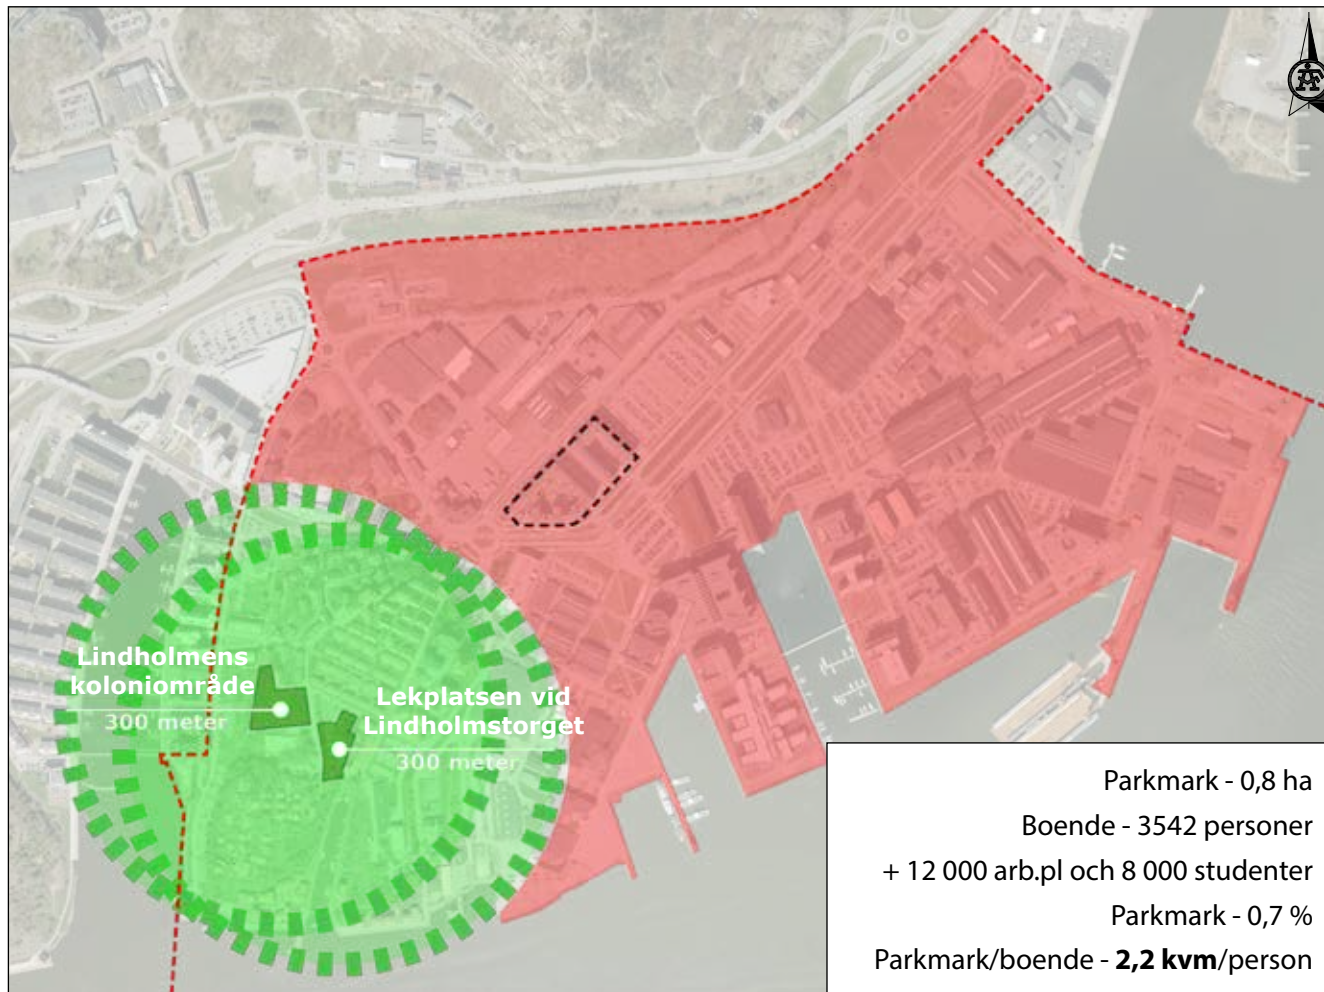 Lindholmens
koloniområde
300 meter
Lekplatsen vid
Lindholmstorget
300 meter
Parkmark - 0,8 ha
Boende - 3542 personer
+ 12 000 arb.pl och 8 000 studenter
Parkmark - 0,7 %
Parkmark/boende - 2,2 kvm/person